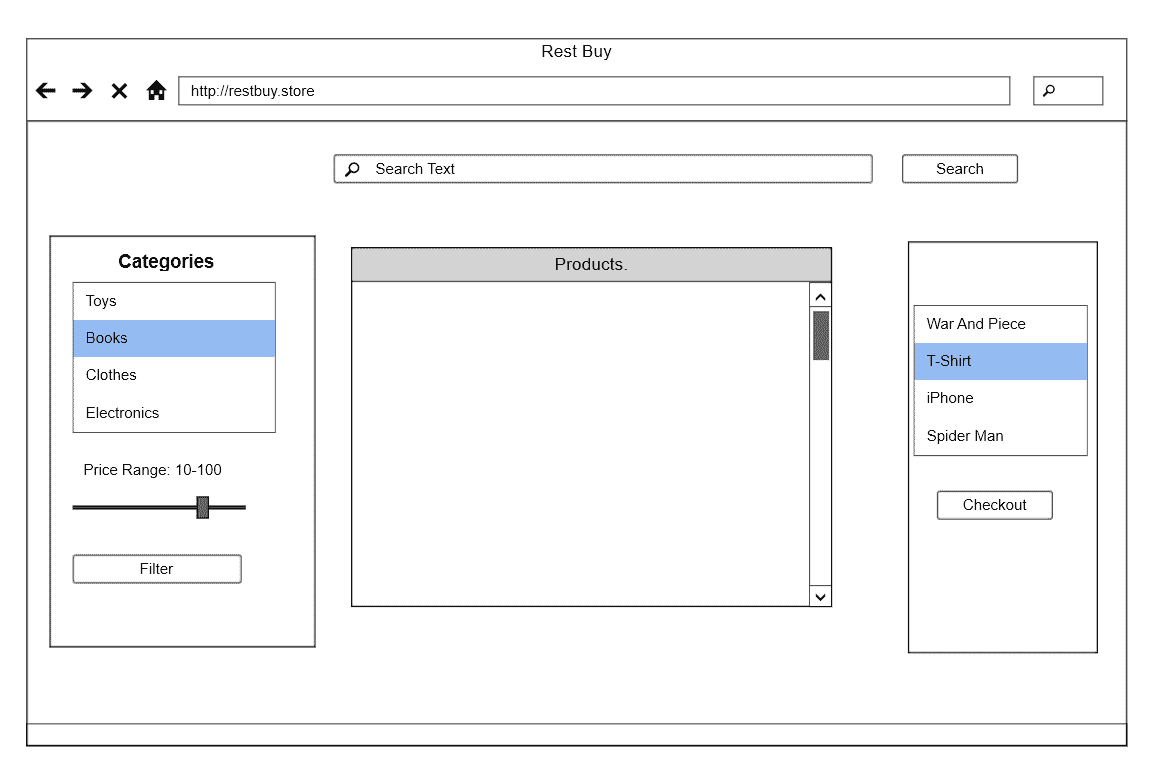 Rest Buy
http://restbuy.store
Search Text
Search
Categories
Toys
Books
Clothes
Electronics
Price Range: 10-100
Filter
Products.
War And Piece
T-Shirt
iPhone
Spider Man
Checkout